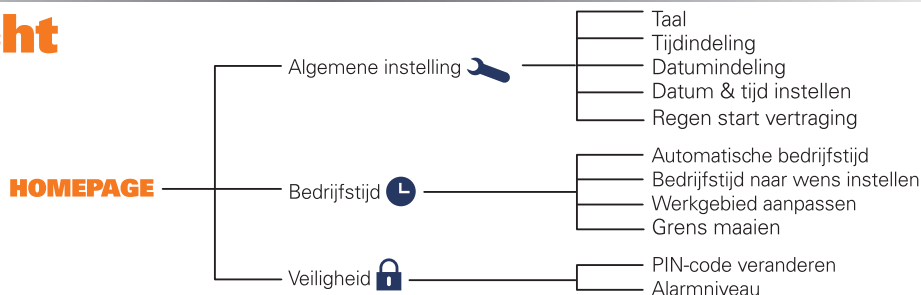 ht
HOMEPAGE
Algemene instelling
Taal
Tijdindeling
Datumindeling
Datum & tijd instellen
Regen start vertraging
Bedrijfstijd
Automatische bedrijfstijd
Bedrijfstijd naar wens instellen
Werkgebied aanpassen
Grens maaien
Veiligheid
PIN-code veranderen
Alarmniveau